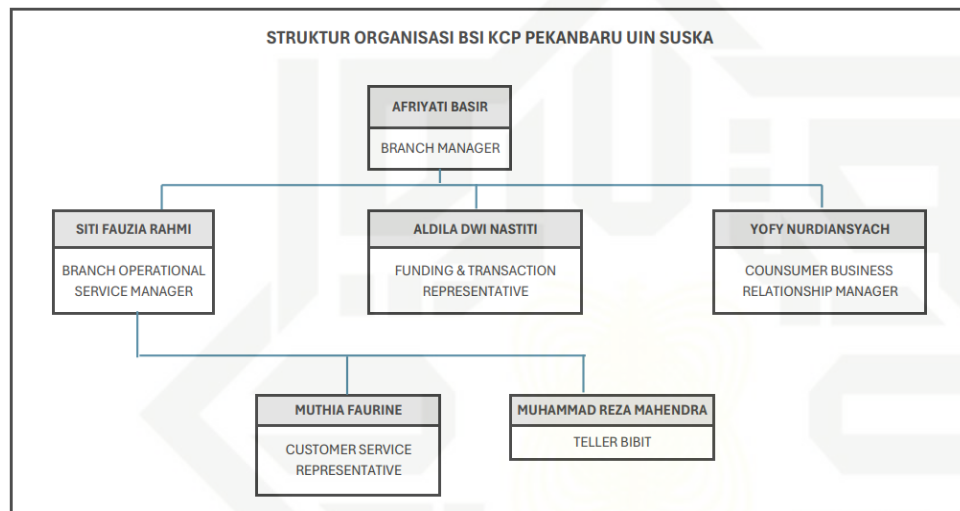 STRUKTUR ORGANISASI BSI KCP PEKANBARU UIN SUSKA
AFRIYATI BASIR
BRANCH MANAGER
SITI FAUZIA RAHMI
BRANCH OPERATIONAL
SERVICE MANAGER
ALDILA DWI NASTITI
FUNDING & TRANSACTION
REPRESENTATIVE
YOFY NURDIANSYACH
COUNSUMER BUSINESS
RELATIONSHIP MANAGER
MUTHIA FAURINE
CUSTOMER SERVICE
REPRESENTATIVE
MUHAMMAD REZA MAHENDRA
TELLER BIBIT